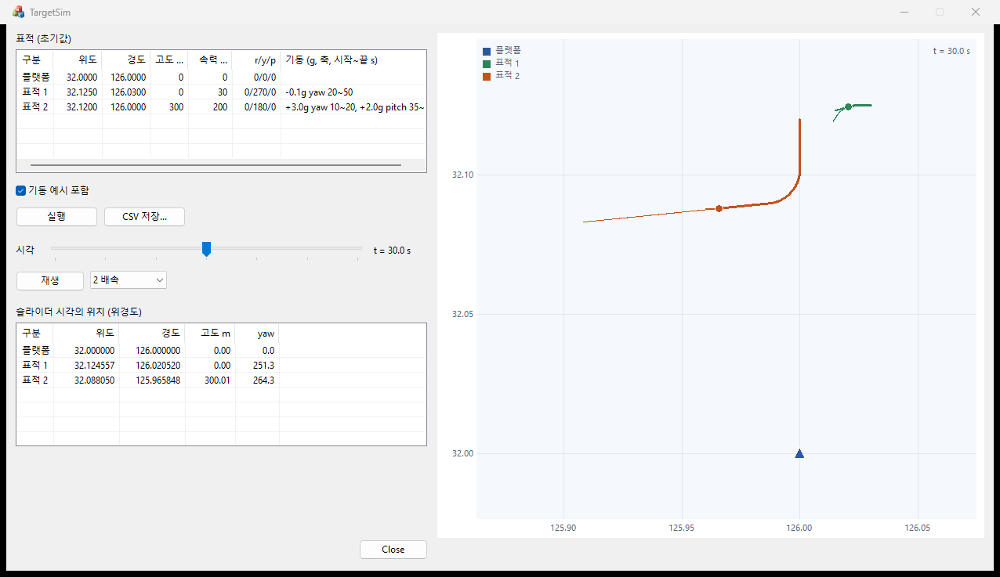 TargetSim
표적 (초기값)
구분 위도 경도 고도 ... 속력 ... r/y/p 기동 (g, 축, 시작~끝 s)
플랫폼 32.0000 126.0000 0 0 0/0/0
표적 1 32.1250 126.0300 0 30 0/270/0 -0.1g yaw 20~50
표적 2 32.1200 126.0000 300 200 0/180/0 +3.0g yaw 10~20, +2.0g pitch 35~
기동 예시 포함
실행 CSV 저장...
시각 t = 30.0 s
재생 2 배속
슬라이더 시각의 위치 (위경도)
구분 위도 경도 고도 m yaw
플랫폼 32.000000 126.000000 0.00 0.0
표적 1 32.124557 126.020520 0.00 251.3
표적 2 32.088050 125.965848 300.01 264.3
Close
플랫폼
표적 1
표적 2
t = 30.0 s
32.10
32.05
32.00
125.90 125.95 126.00 126.05